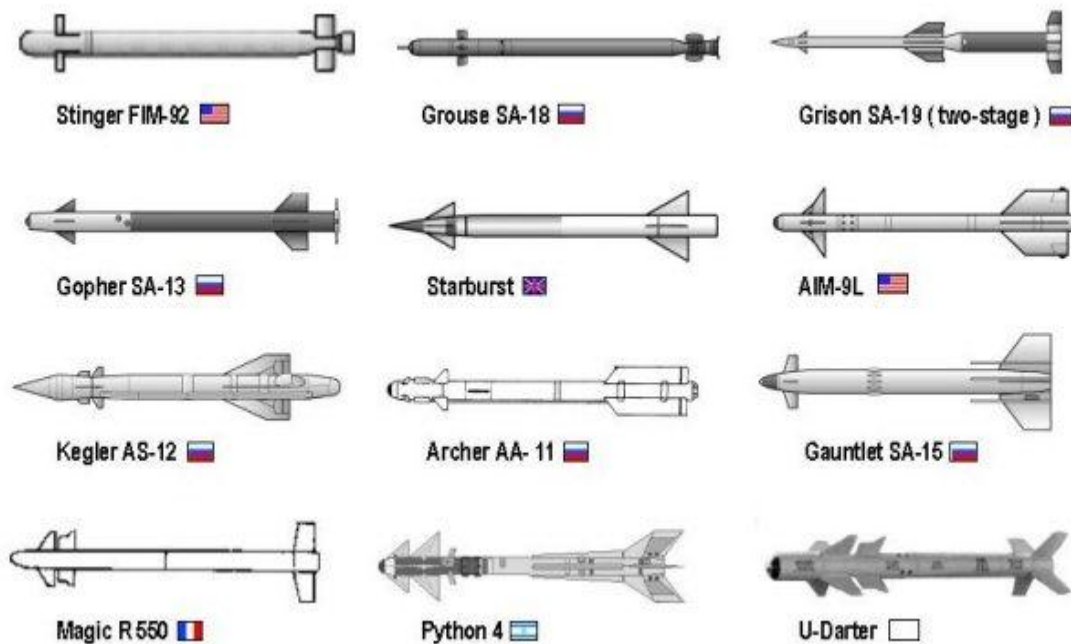 Stinger FIM-92
Grouse SA-18
Grison SA-19 ( two-stage )
Gopher SA-13
Starburst
AIM-9L
Kegler AS-12
Archer AA- 11
Gauntlet SA-15
Magic R 550
Python 4
U-Darter